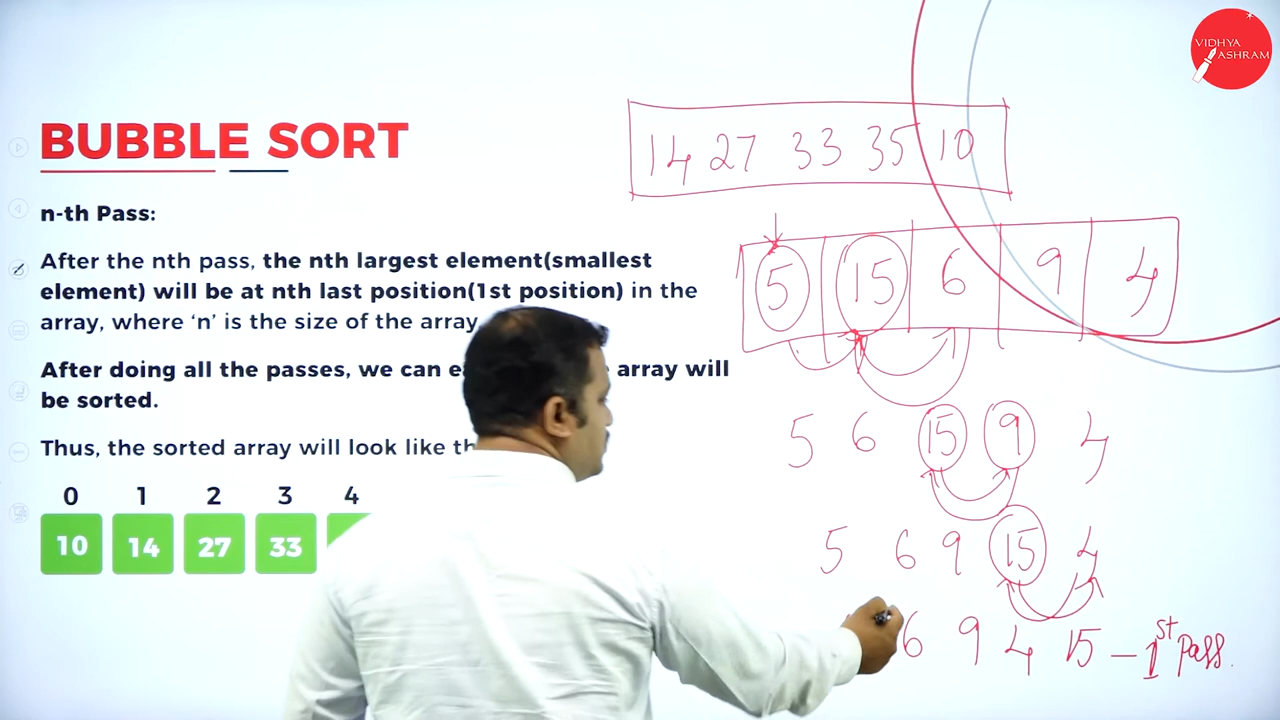 VIDHYA
ASHRAM
BUBBLE SORT
n-th Pass:
After the nth pass, the nth largest element(smallest
element) will be at nth last position(1st position) in the
array, where ‘n’ is the size of the array
After doing all the passes, we can array will
be sorted.
Thus, the sorted array will look like
0 1 2 3 4
10 14 27 33
14 27 33 35 10
5 15 6 9 4
5 6 15 9 4
5 6 9 15 4
6 9 4 15 – 1st Pass.